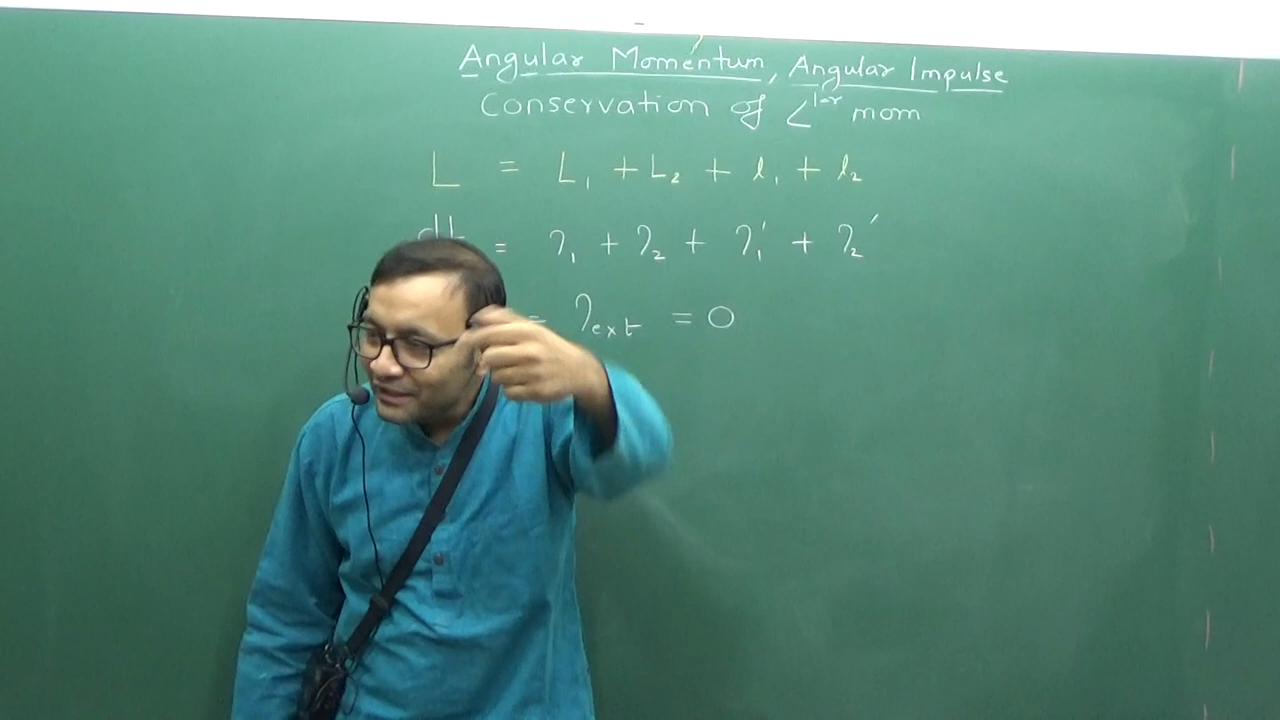 Angular Momentum, Angular Impulse
Conservation of ∠lar mom
L = L₁ + L₂ + l₁ + l₂
= τ₁ + τ₂ + τ₁′ + τ₂′
= τext = 0